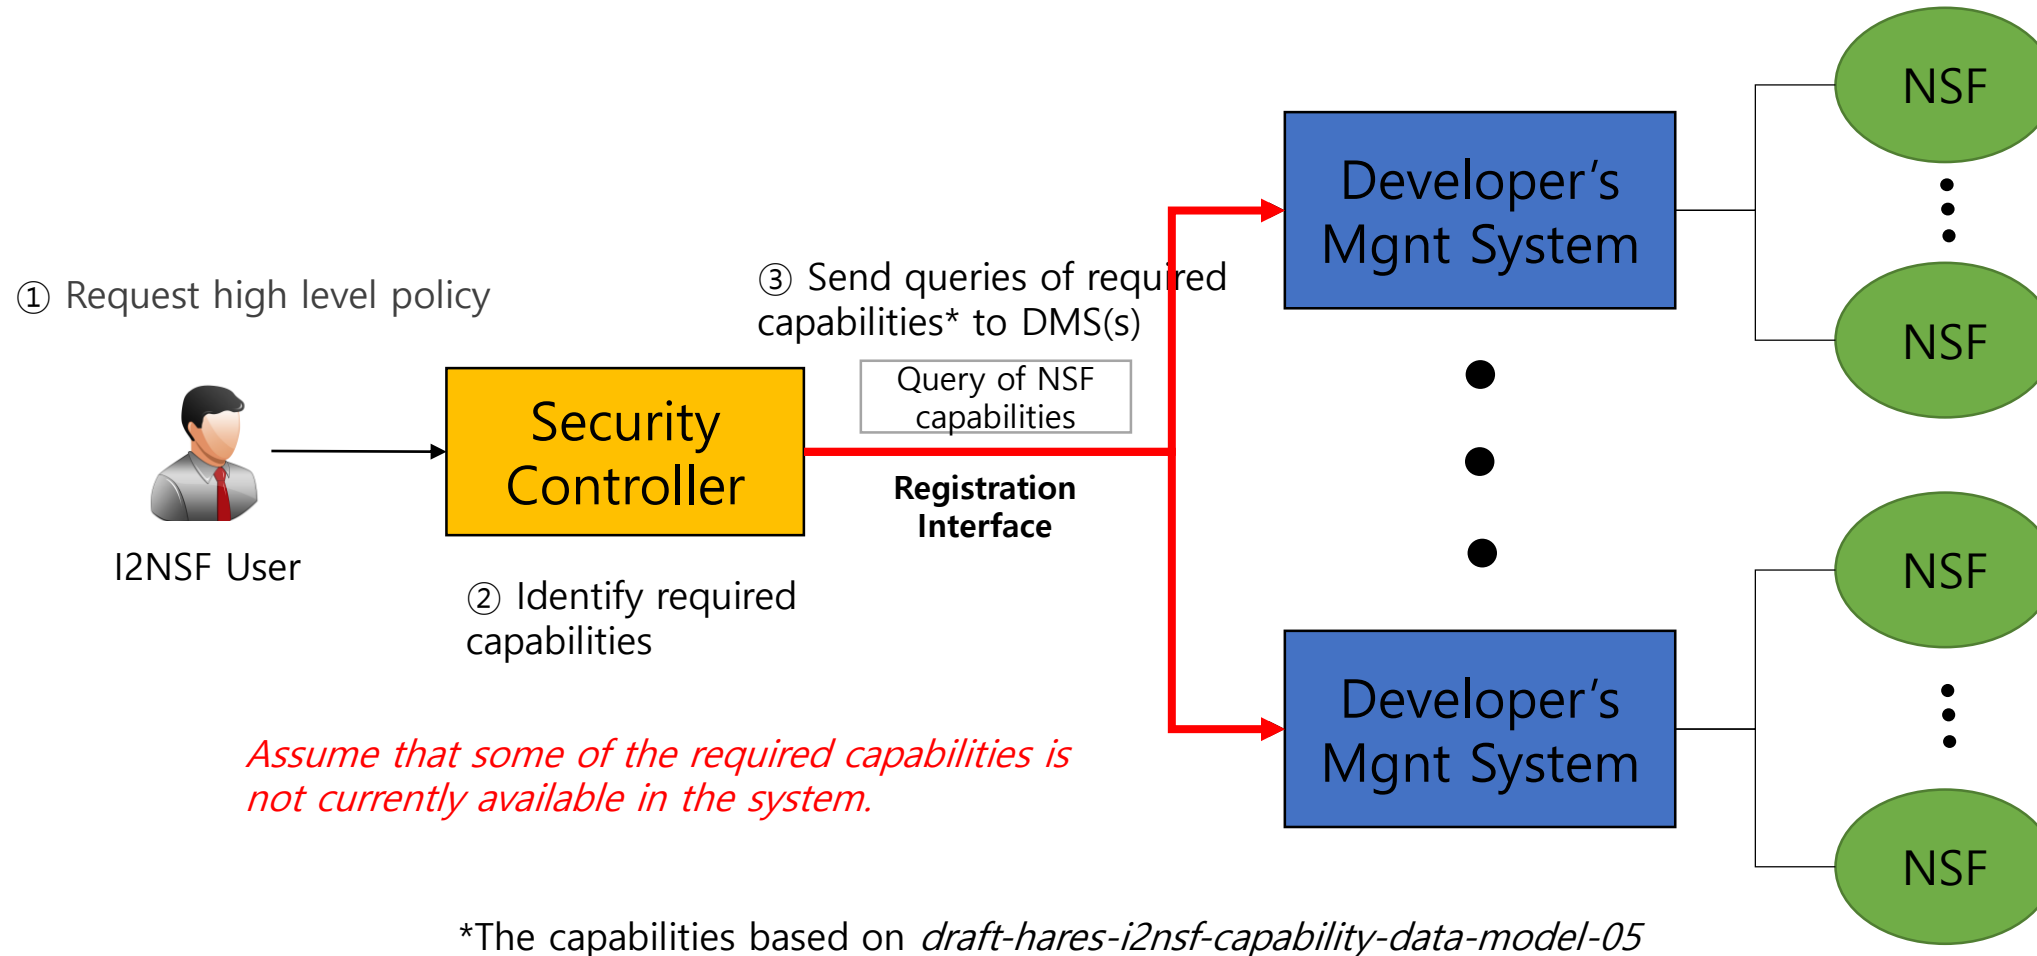 ① Request high level policy
I2NSF User
Security
Controller
② Identify required
capabilities
③ Send queries of required
capabilities* to DMS(s)
Query of NSF
capabilities
Registration
Interface
Developer's
Mgnt System
NSF
NSF
Developer's
Mgnt System
NSF
NSF
Assume that some of the required capabilities is
not currently available in the system.
*The capabilities based on draft-hares-i2nsf-capability-data-model-05